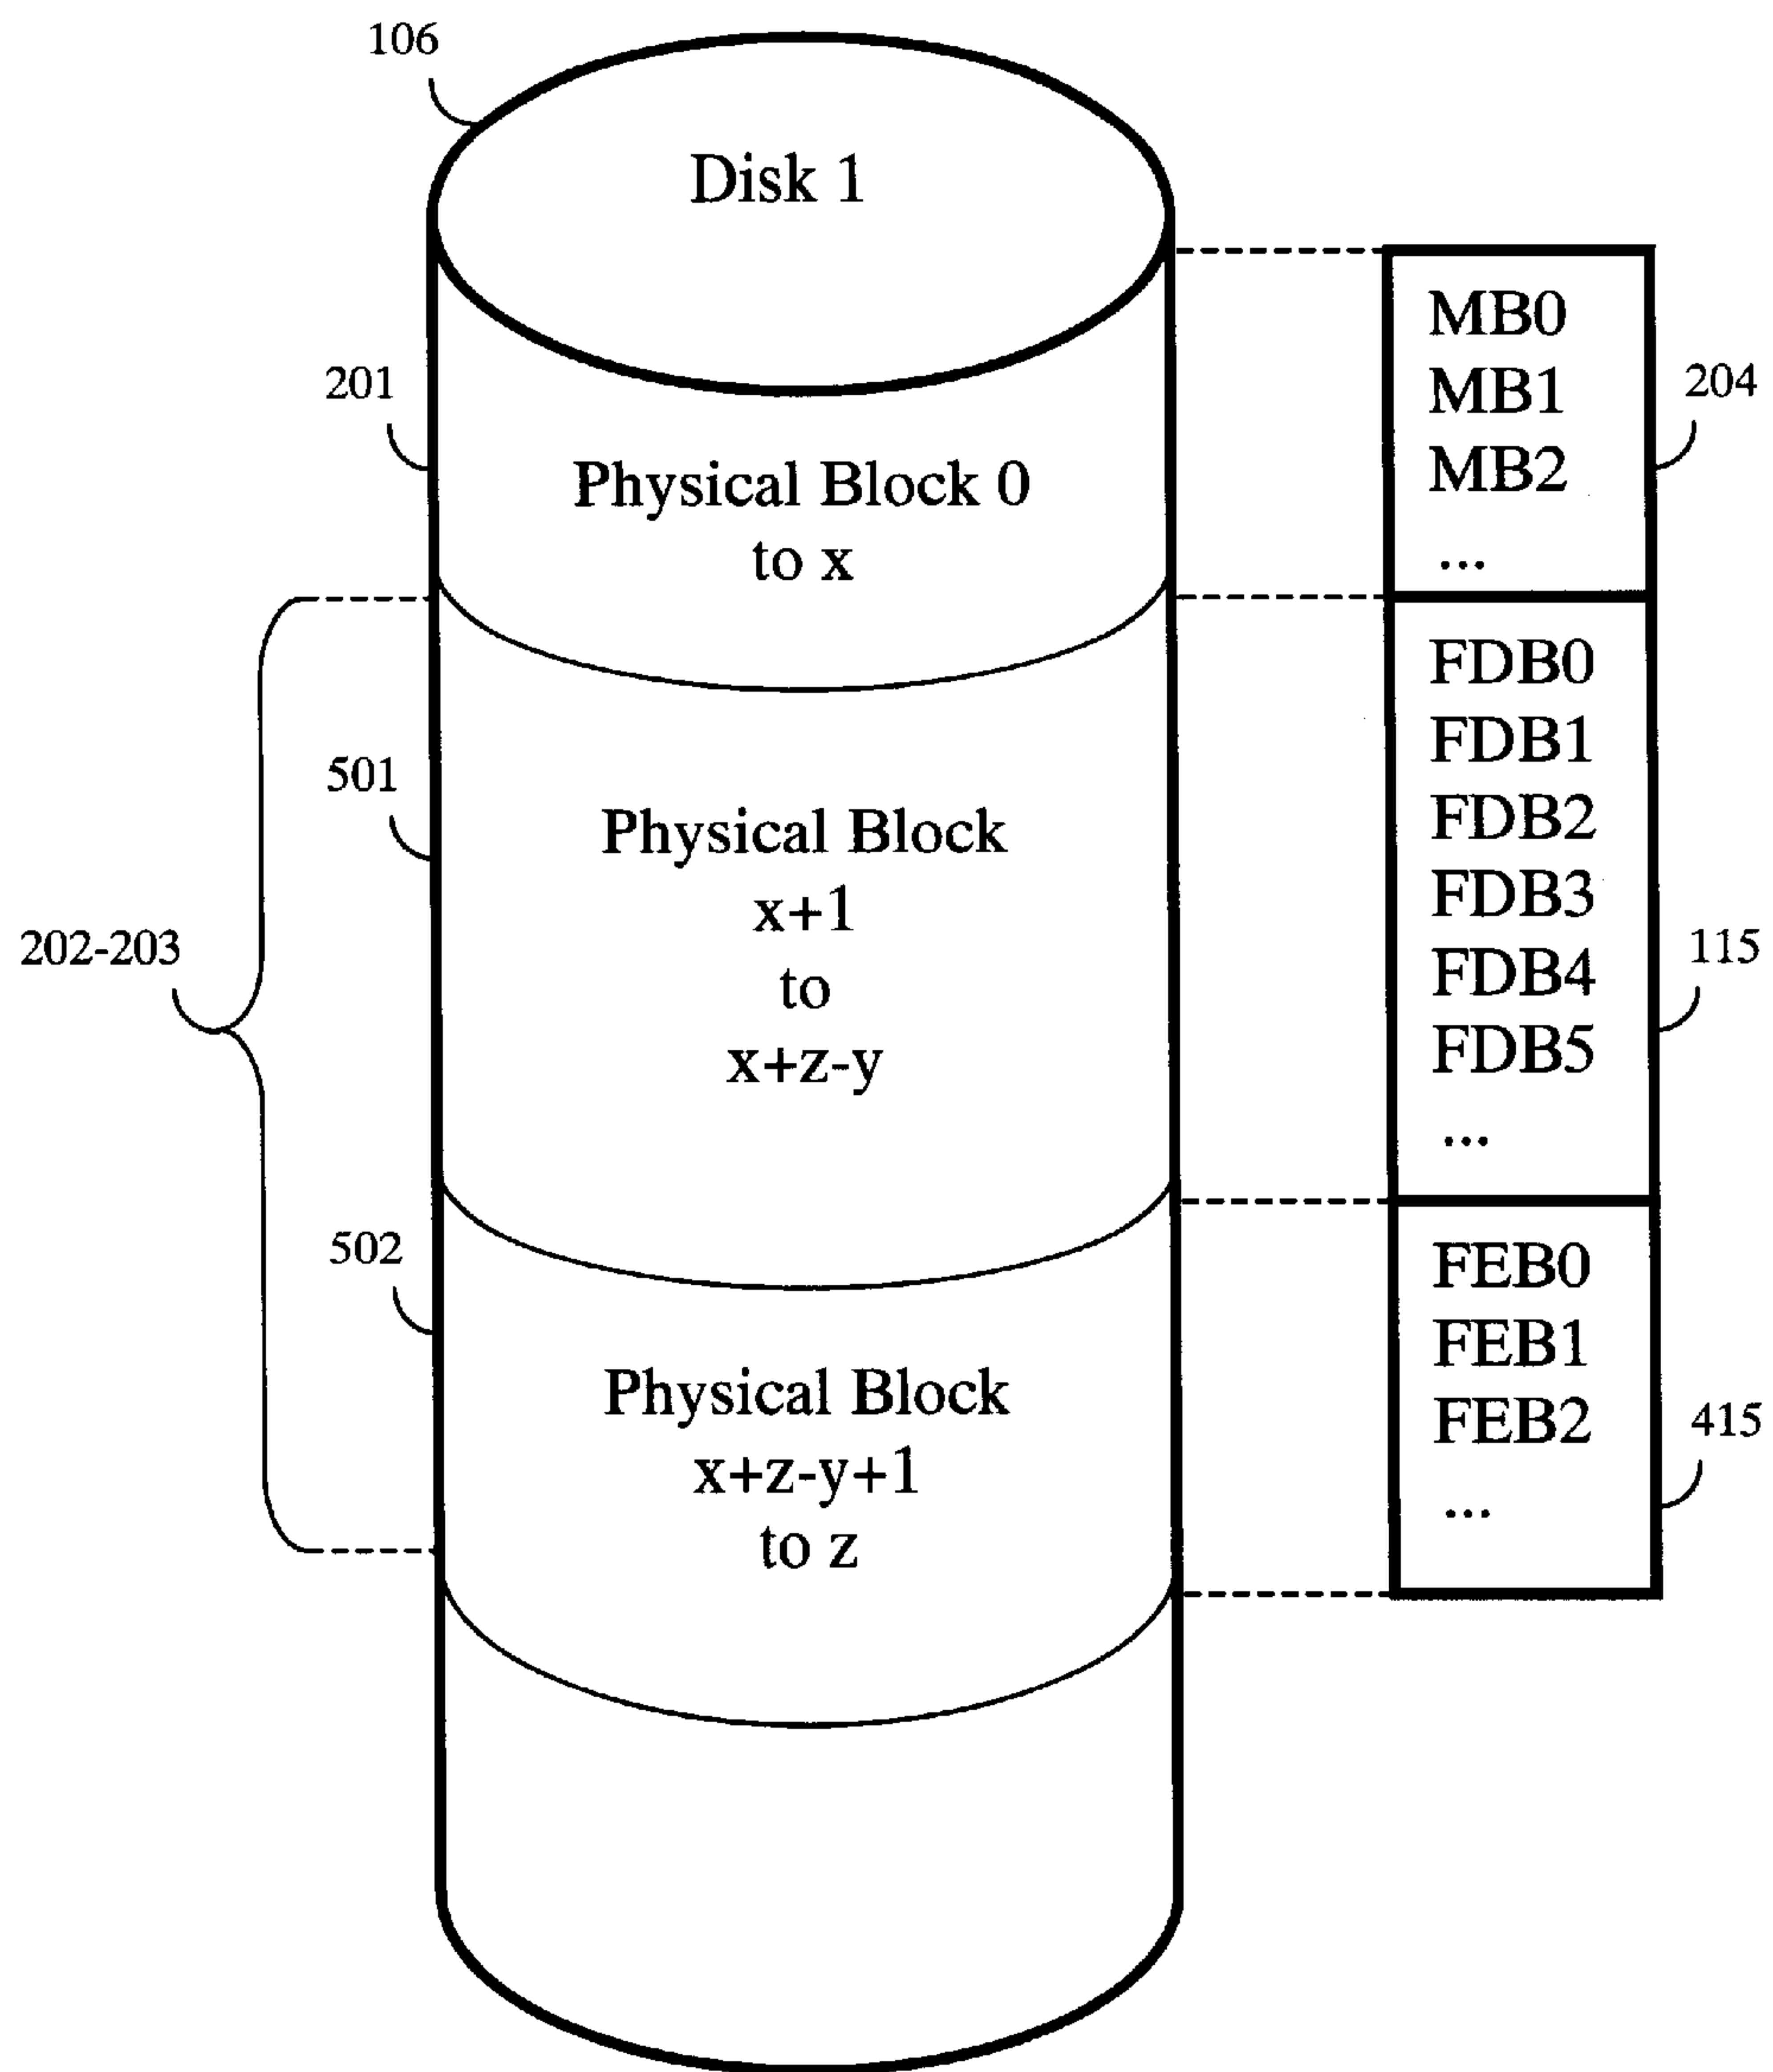 106
Disk 1
201
Physical Block 0
to x
501
Physical Block
x+1
to
x+z-y
202-203
502
Physical Block
x+z-y+1
to z
MB0
MB1
MB2
...
204
FDB0
FDB1
FDB2
FDB3
FDB4
FDB5
...
115
FEB0
FEB1
FEB2
...
415